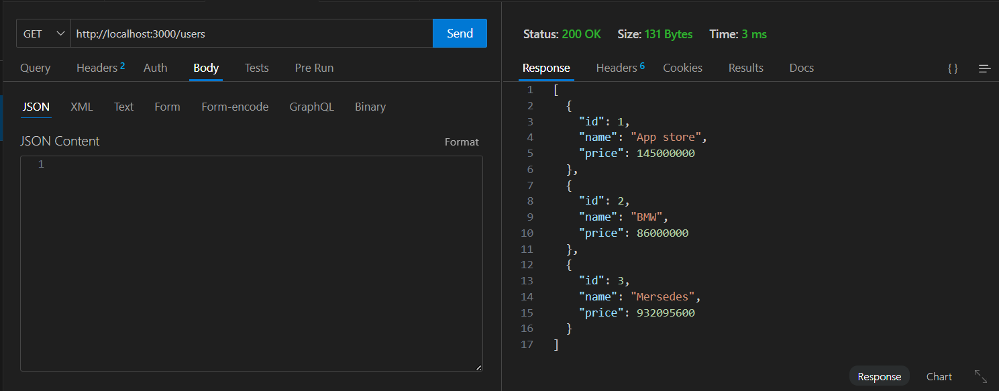 GET http://localhost:3000/users Send
Query Headers 2 Auth Body Tests Pre Run
JSON XML Text Form Form-encode GraphQL Binary
JSON Content Format
1
Status: 200 OK Size: 131 Bytes Time: 3 ms
Response Headers 6 Cookies Results Docs { }
1 [
2 {
3 "id": 1,
4 "name": "App store",
5 "price": 145000000
6 },
7 {
8 "id": 2,
9 "name": "BMW",
10 "price": 86000000
11 },
12 {
13 "id": 3,
14 "name": "Mersedes",
15 "price": 932095600
16 }
17 ]
Response Chart